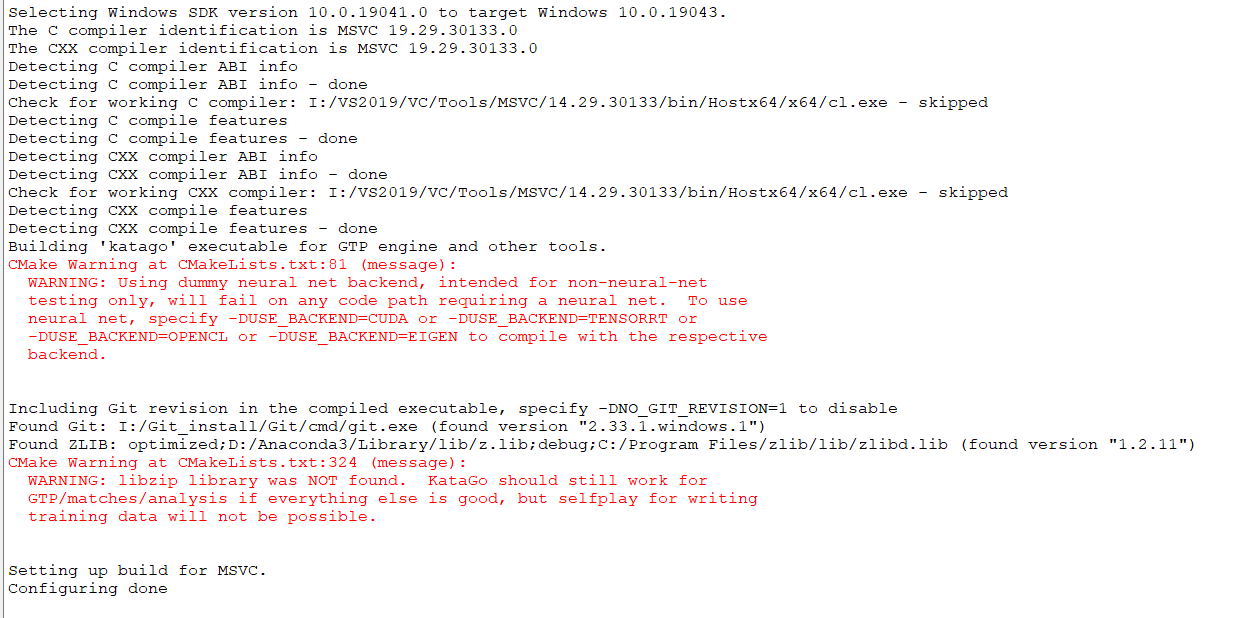 Selecting Windows SDK version 10.0.19041.0 to target Windows 10.0.19043.
The C compiler identification is MSVC 19.29.30133.0
The CXX compiler identification is MSVC 19.29.30133.0
Detecting C compiler ABI info
Detecting C compiler ABI info - done
Check for working C compiler: I:/VS2019/VC/Tools/MSVC/14.29.30133/bin/Hostx64/x64/cl.exe - skipped
Detecting C compile features
Detecting C compile features - done
Detecting CXX compiler ABI info
Detecting CXX compiler ABI info - done
Check for working CXX compiler: I:/VS2019/VC/Tools/MSVC/14.29.30133/bin/Hostx64/x64/cl.exe - skipped
Detecting CXX compile features
Detecting CXX compile features - done
Building 'katago' executable for GTP engine and other tools.
CMake Warning at CMakeLists.txt:81 (message):
  WARNING: Using dummy neural net backend, intended for non-neural-net
  testing only, will fail on any code path requiring a neural net.  To use
  neural net, specify -DUSE_BACKEND=CUDA or -DUSE_BACKEND=TENSORRT or
  -DUSE_BACKEND=OPENCL or -DUSE_BACKEND=EIGEN to compile with the respective
  backend.
Including Git revision in the compiled executable, specify -DNO_GIT_REVISION=1 to disable
Found Git: I:/Git_install/Git/cmd/git.exe (found version "2.33.1.windows.1")
Found ZLIB: optimized;D:/Anaconda3/Library/lib/z.lib;debug;C:/Program Files/zlib/lib/zlibd.lib (found version "1.2.11")
CMake Warning at CMakeLists.txt:324 (message):
  WARNING: libzip library was NOT found.  KataGo should still work for
  GTP/matches/analysis if everything else is good, but selfplay for writing
  training data will not be possible.
Setting up build for MSVC.
Configuring done